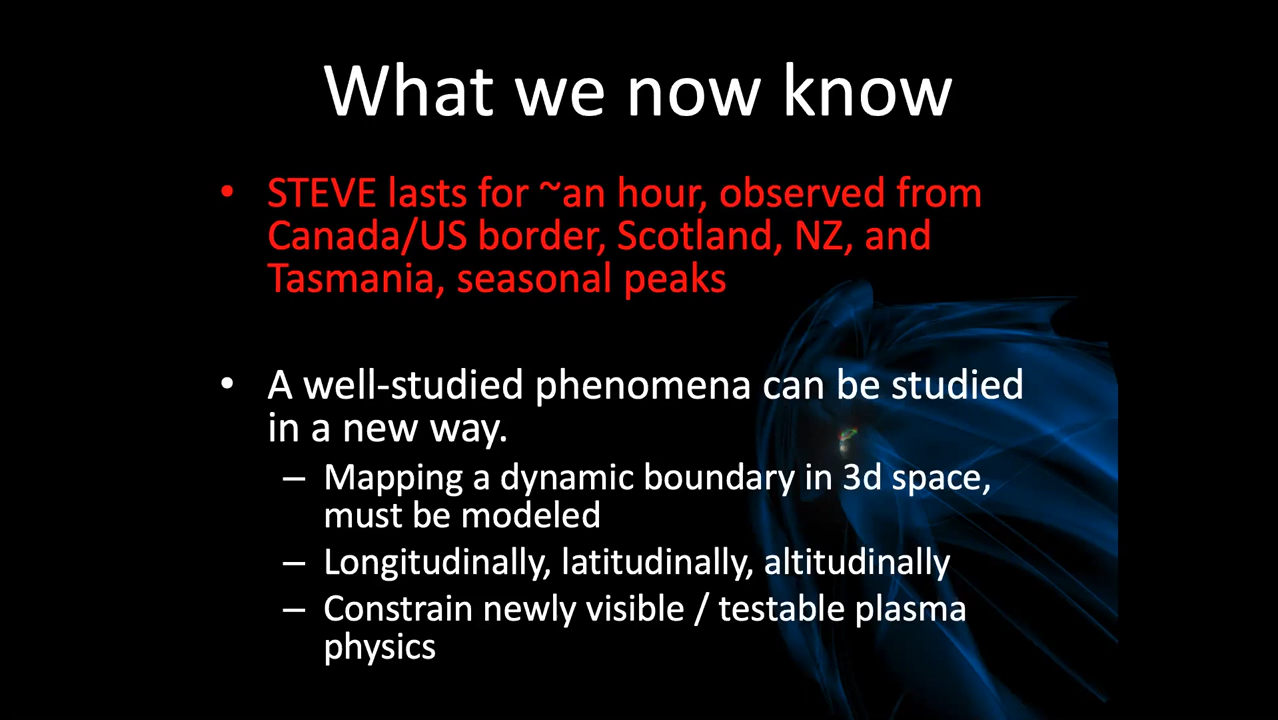 What we now know
• STEVE lasts for ~an hour, observed from
Canada/US border, Scotland, NZ, and
Tasmania, seasonal peaks
• A well-studied phenomena can be studied
in a new way.
– Mapping a dynamic boundary in 3d space,
must be modeled
– Longitudinally, latitudinally, altitudinally
– Constrain newly visible / testable plasma
physics